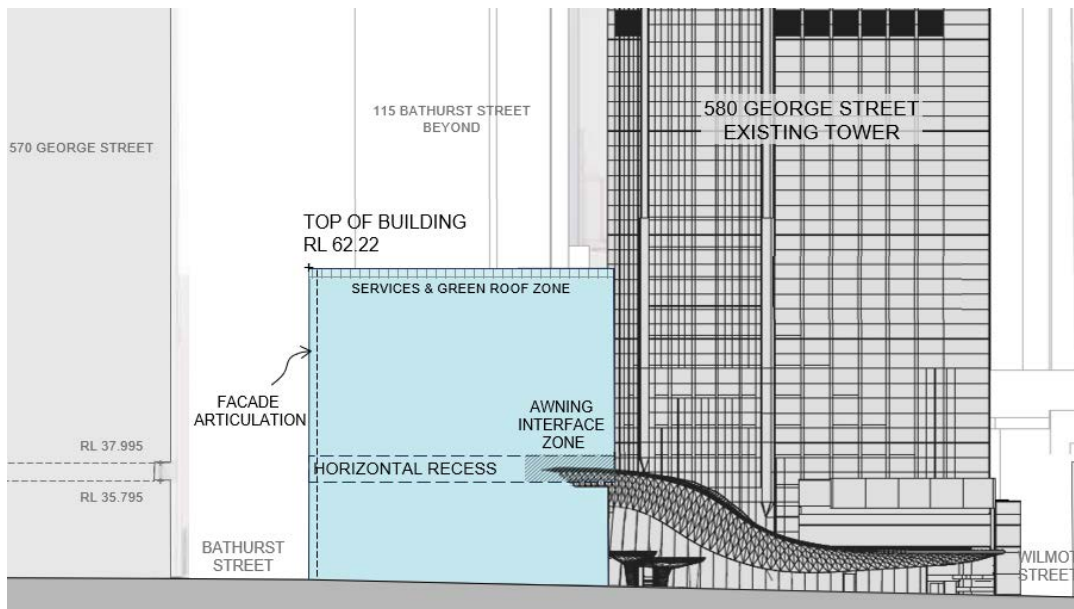 115 BATHURST STREET
BEYOND
580 GEORGE STREET
EXISTING TOWER
570 GEORGE STREET
TOP OF BUILDING
RL 62.22
SERVICES & GREEN ROOF ZONE
FACADE
ARTICULATION
AWNING
INTERFACE
ZONE
RL 37.995
HORIZONTAL RECESS
RL 35.795
BATHURST
STREET
WILMOT
STREET